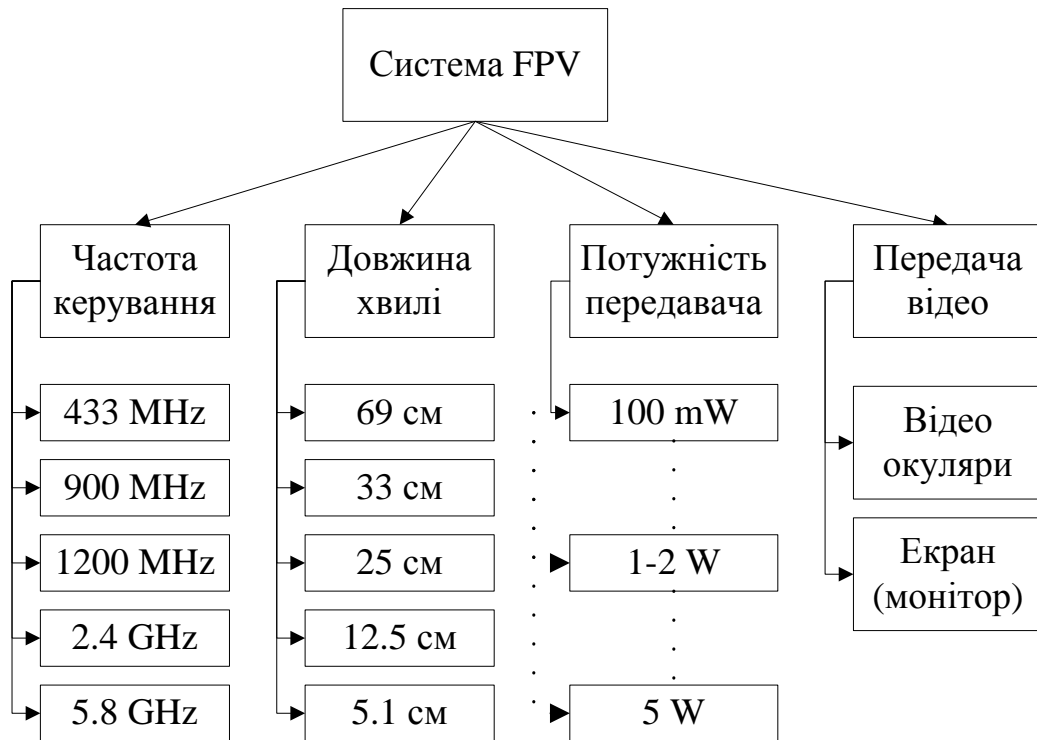 Система FPV
Частота
керування
433 MHz
900 MHz
1200 MHz
2.4 GHz
5.8 GHz
Довжина
хвилі
69 см
33 см
25 см
12.5 см
5.1 см
Потужність
передавача
100 mW
1-2 W
5 W
Передача
відео
Відео
окуляри
Екран
(монітор)